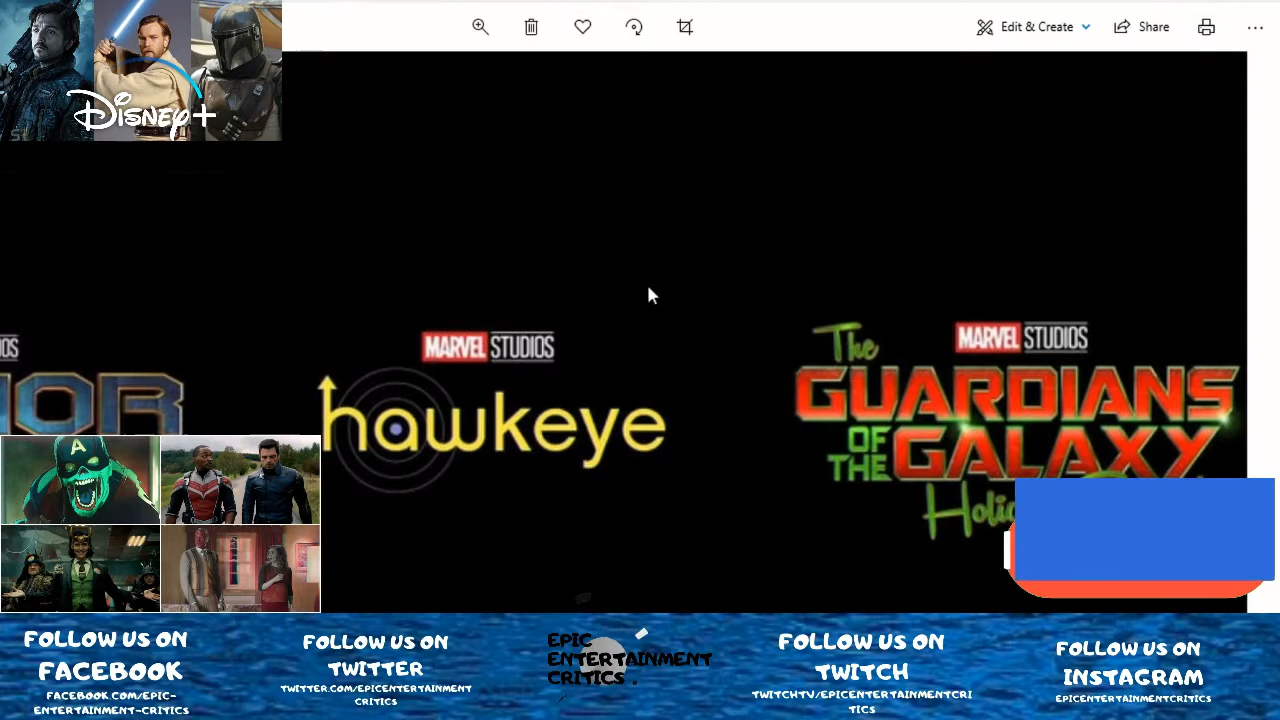 Edit & Create
Share
DISNEY+
MARVEL STUDIOS
MARVEL STUDIOS
The
GUARDIANS
OF THE
GALAXY
hawkeye
A
FOLLOW US ON
FACEBOOK
FACEBOOK.COM/EPIC-
ENTERTAINMENT-CRITICS
FOLLOW US ON
TWITTER
TWITTER.COM/EPICENTERTAINMENT
CRITICS
EPIC
ENTERTAINMENT
CRITICS .
FOLLOW US ON
TWITCH
TWITCHTV/EPICENTERTAINMENTCRI
TICS
FOLLOW US ON
INSTAGRAM
EPICENTERTAINMENTCRITICS